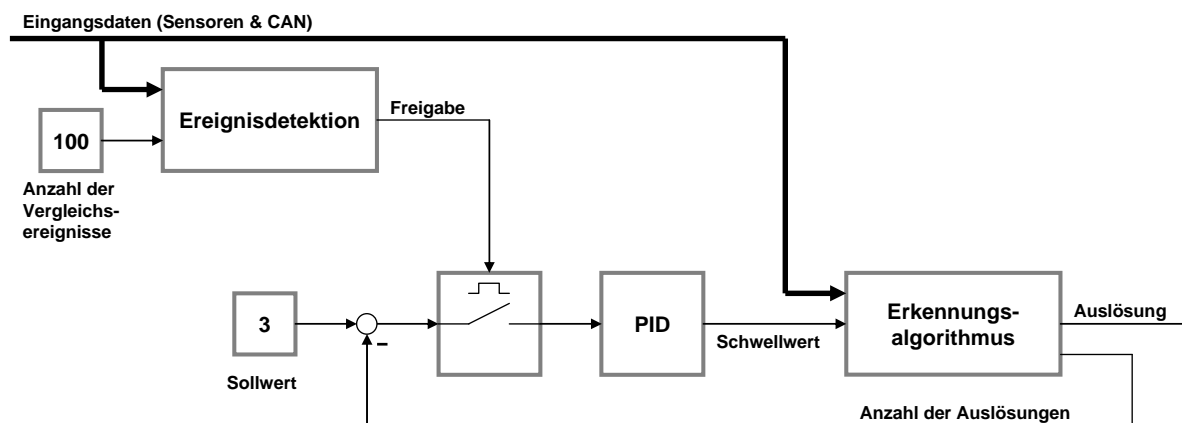 Eingangsdaten (Sensoren & CAN)
Ereignisdetektion
Freigabe
100
Anzahl der
Vergleichs-
ereignisse
3
Sollwert
–
PID
Schwellwert
Erkennungs-
algorithmus
Auslösung
Anzahl der Auslösungen